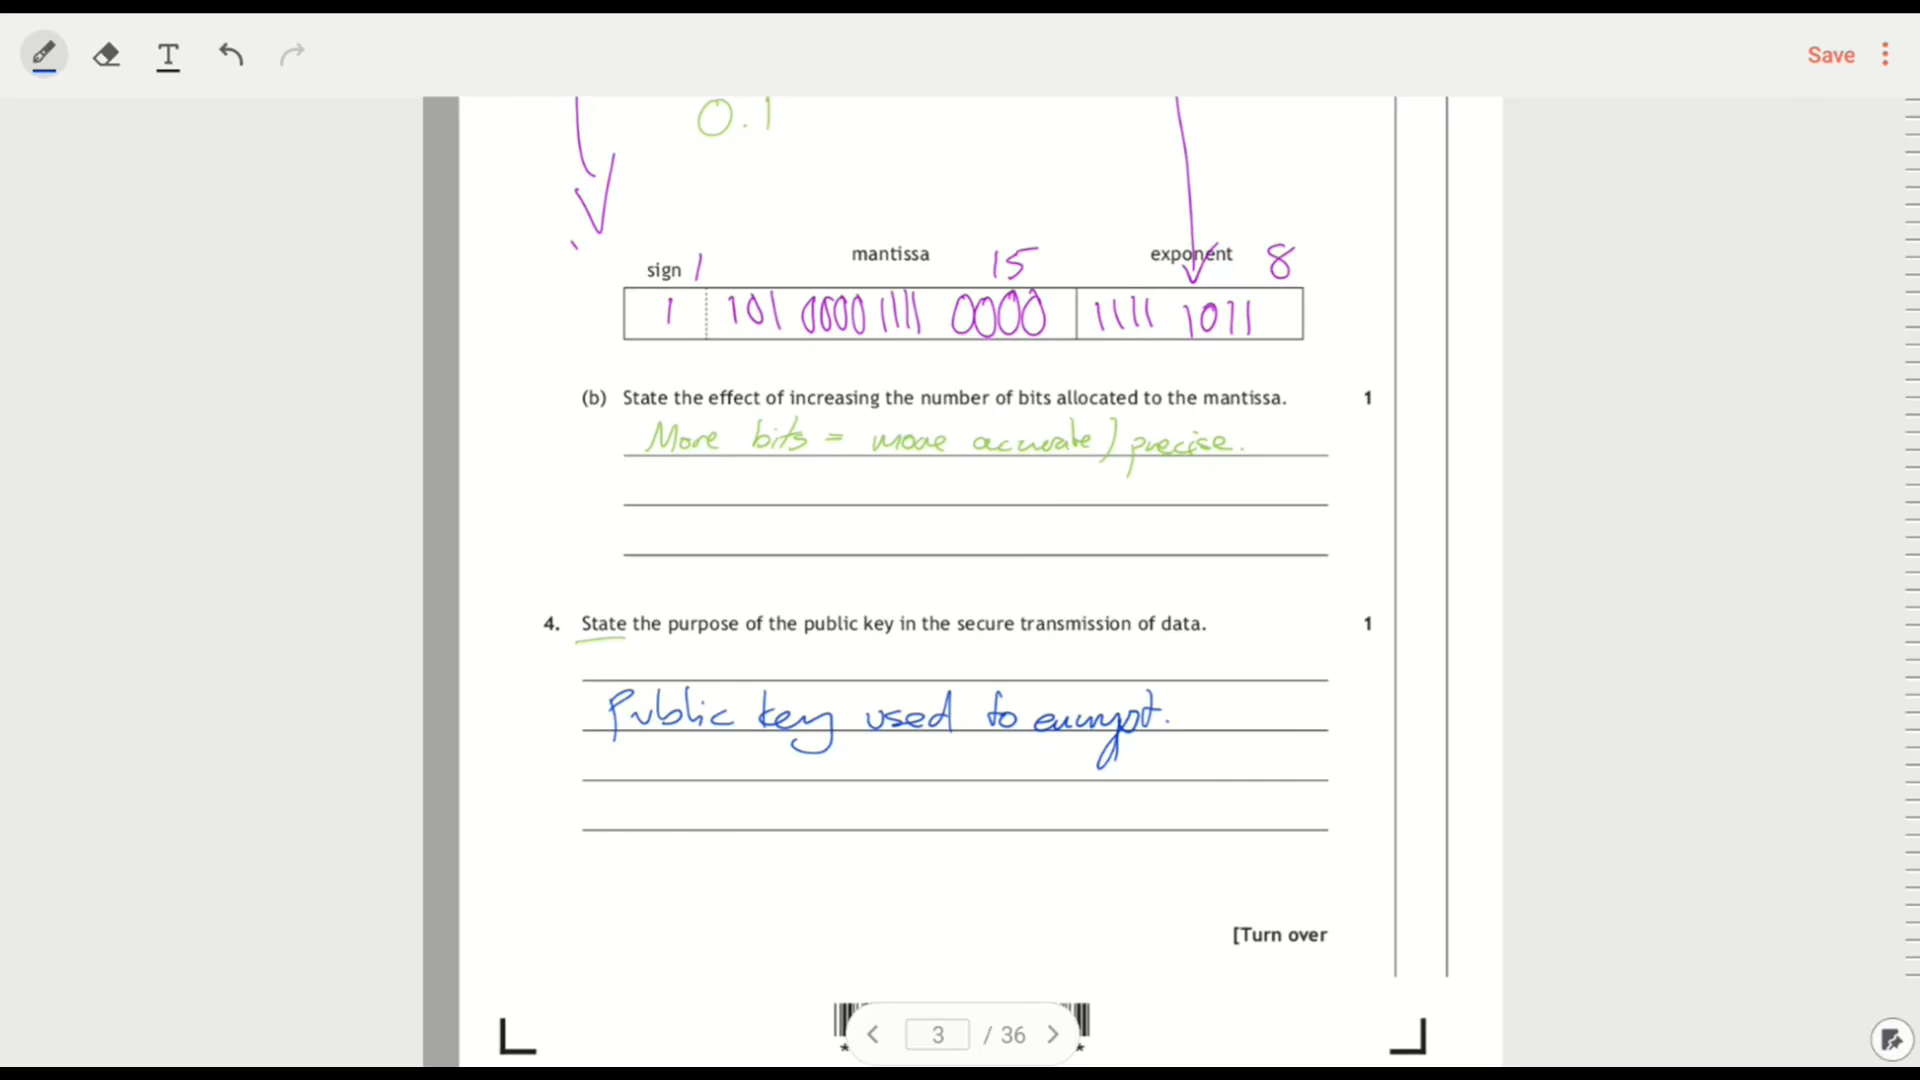 T
Save
0.1
mantissa 15 exponent 8
sign 1
1 101 0000 1111 0000 1111 1011
(b) State the effect of increasing the number of bits allocated to the mantissa. 1
More bits = more accurate / precise.
4. State the purpose of the public key in the secure transmission of data. 1
Public key used to encrypt.
[Turn over
* *
3 / 36